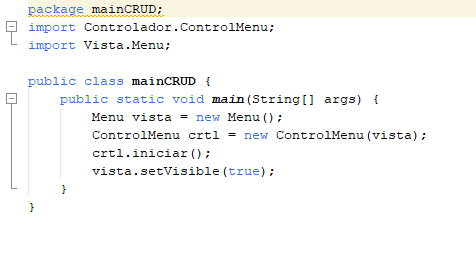 package mainCRUD;
import Controlador.ControlMenu;
import Vista.Menu;
public class mainCRUD {
public static void main(String[] args) {
Menu vista = new Menu();
ControlMenu crtl = new ControlMenu(vista);
crtl.iniciar();
vista.setVisible(true);
}
}